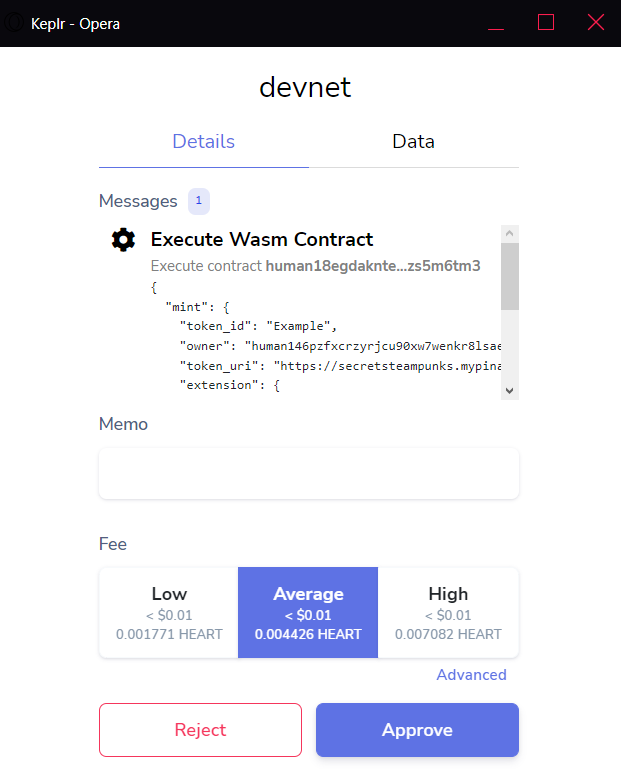 Keplr - Opera
devnet
Details Data
Messages 1
Execute Wasm Contract
Execute contract human18egdaknte...zs5m6tm3
{
"mint": {
"token_id": "Example",
"owner": "human146pzfxcrzyrjcu90xw7wenkr8lsae
"token_uri": "https://secretsteampunks.mypina
"extension": {
Memo
Fee
Low Average High
< $0.01 < $0.01 < $0.01
0.001771 HEART 0.004426 HEART 0.007082 HEART
Advanced
Reject Approve